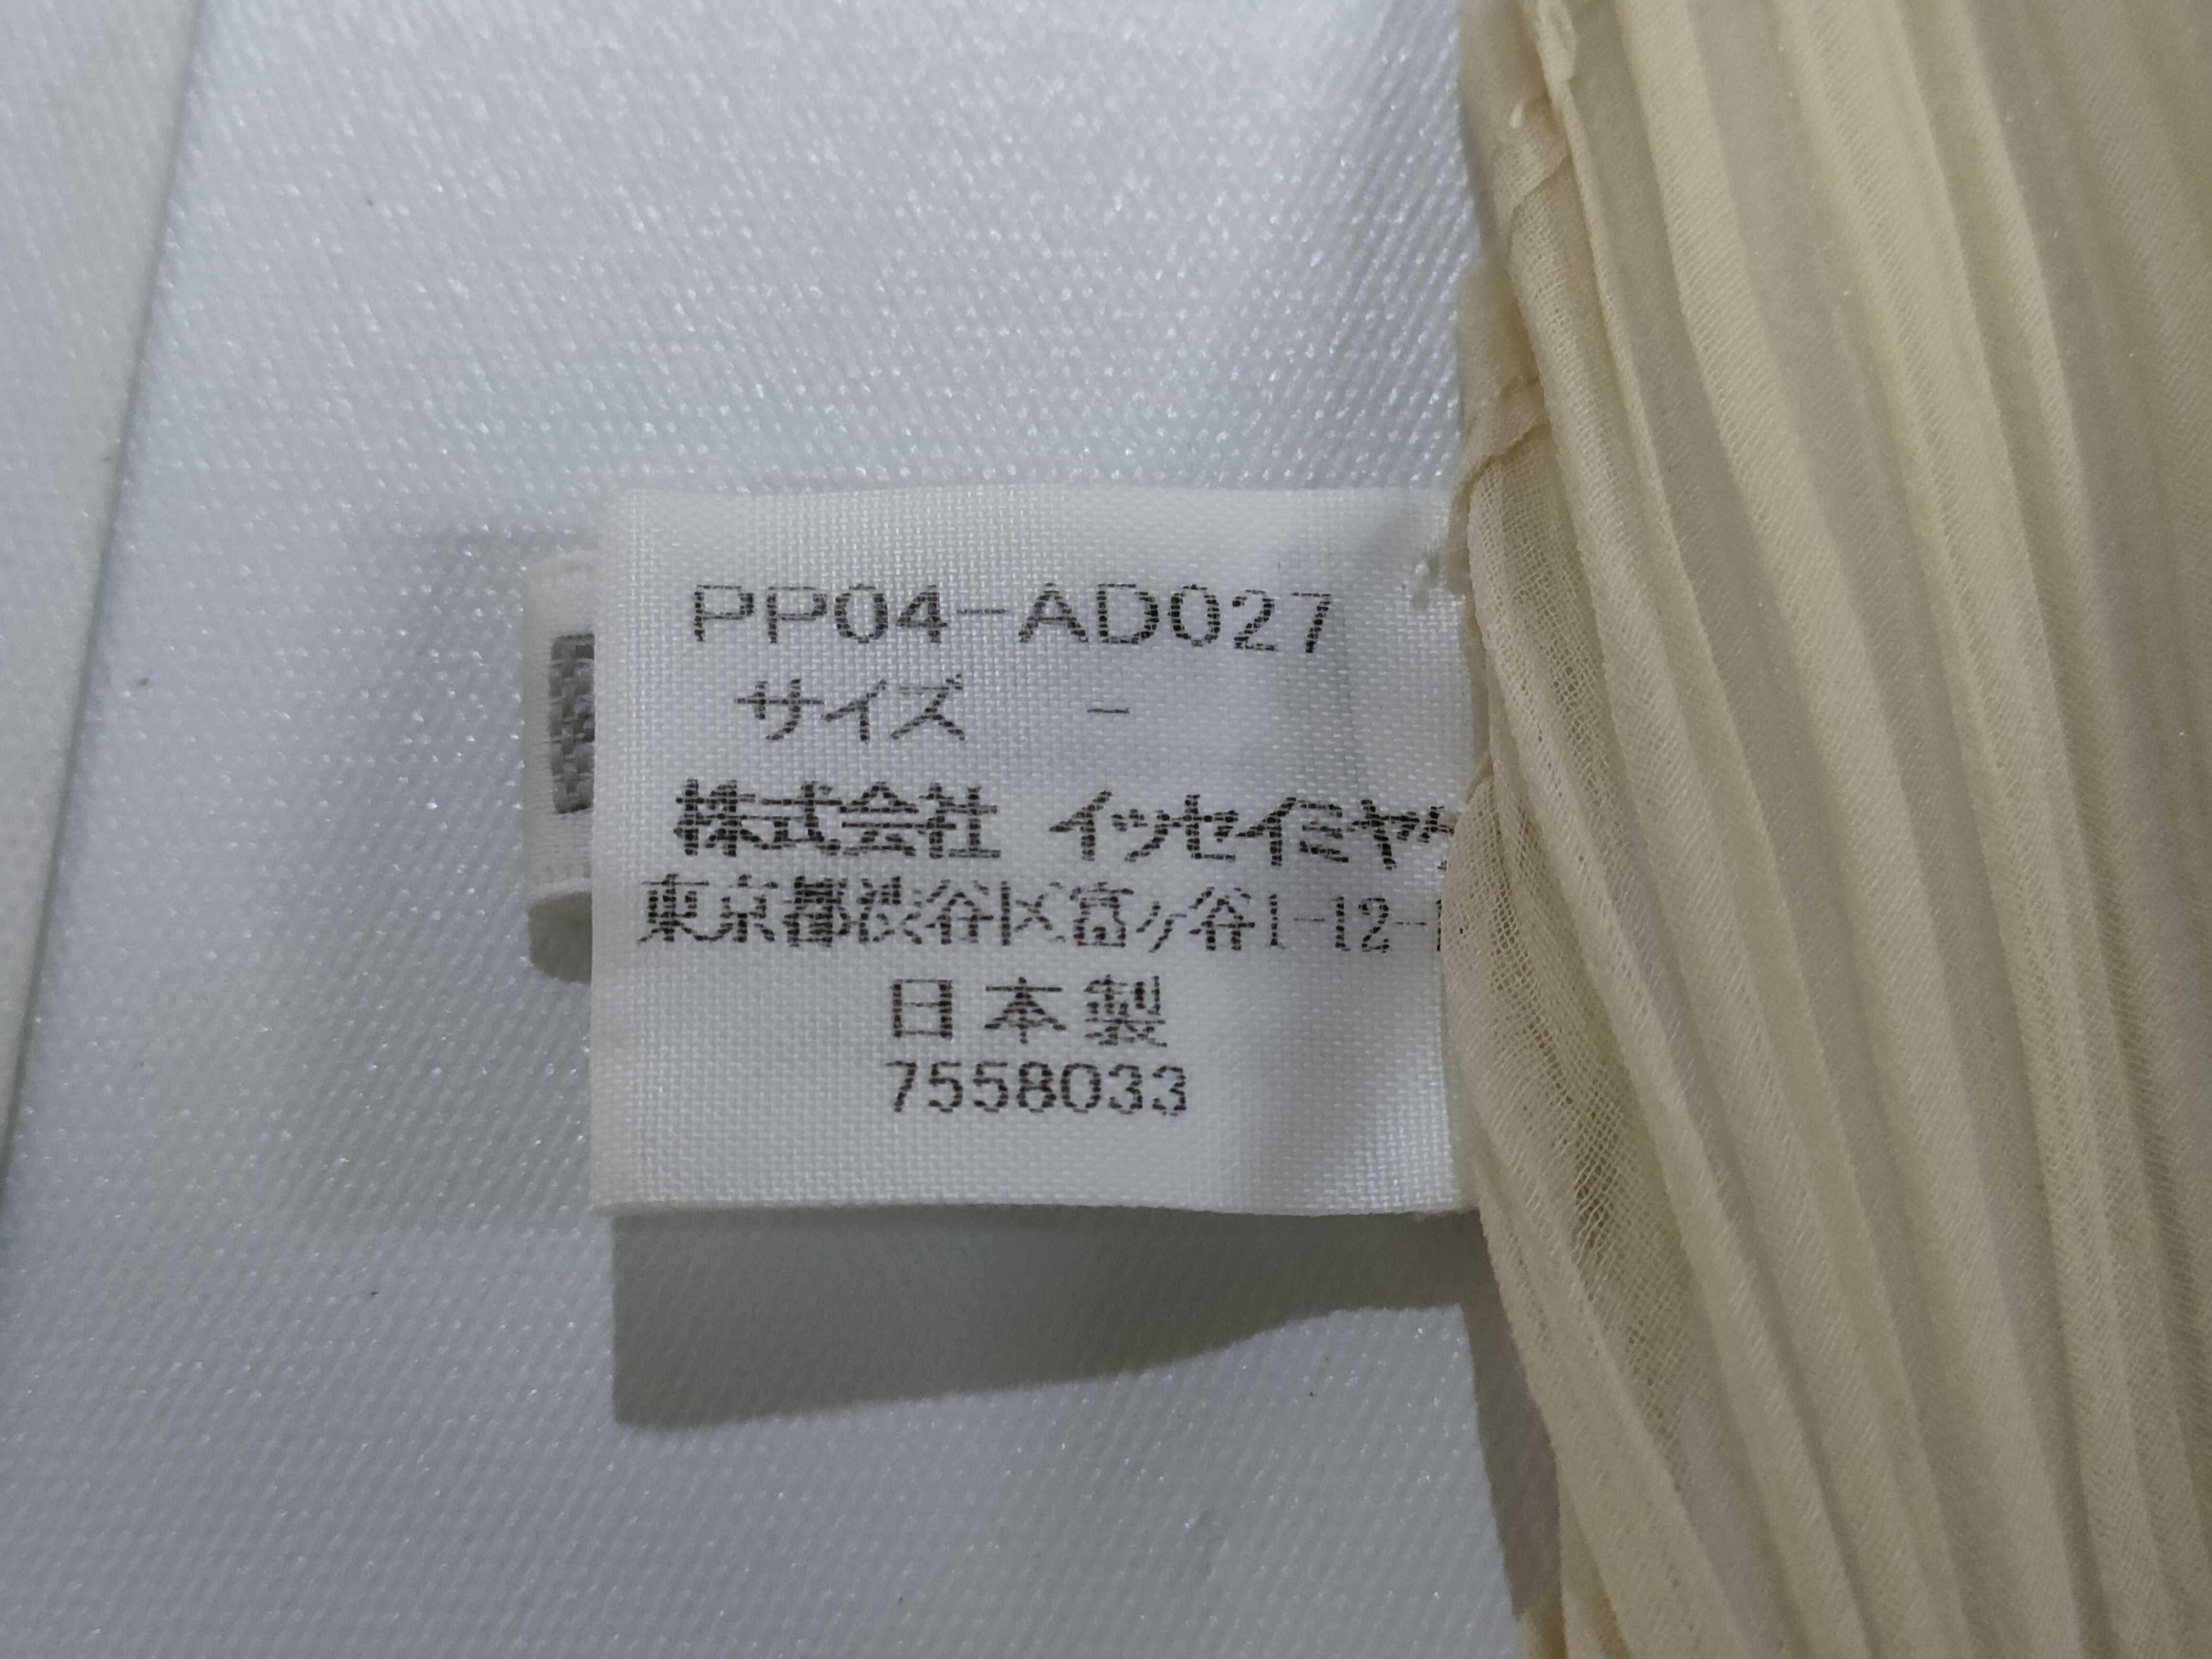 PP04-AD027
サイズ -
株式会社 イッセイミヤケ
東京都渋谷区富ヶ谷1-12-
日本製
7558033